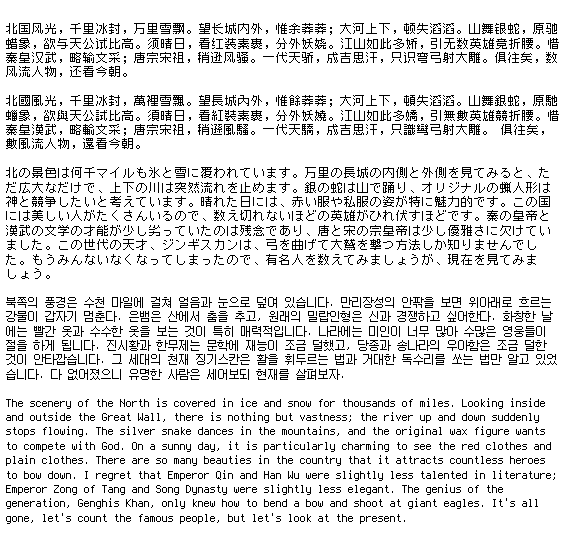 北国风光，千里冰封，万里雪飘。望长城内外，惟余莽莽；大河上下，顿失滔滔。山舞银蛇，原驰
蜡象，欲与天公试比高。须晴日，看红装素裹，分外妖娆。江山如此多娇，引无数英雄竞折腰。惜
秦皇汉武，略输文采；唐宗宋祖，稍逊风骚。一代天骄，成吉思汗，只识弯弓射大雕。俱往矣，数
风流人物，还看今朝。
北國風光，千里冰封，萬裡雪飄。望長城內外，惟餘莽莽；大河上下，頓失滔滔。山舞銀蛇，原馳
蠟象，欲與天公試比高。須晴日，看紅裝素裹，分外妖嬈。江山如此多嬌，引無數英雄競折腰。惜
秦皇漢武，略輸文采；唐宗宋祖，稍遜風騷。一代天驕，成吉思汗，只識彎弓射大雕。 俱往矣，
數風流人物，還看今朝。
北の景色は何千マイルも氷と雪に覆われています。万里の長城の内側と外側を見てみると、た
だ広大なだけで、上下の川は突然流れを止めます。銀の蛇は山で踊り、オリジナルの蝋人形は
神と競争したいと考えています。晴れた日には、赤い服や私服の姿が特に魅力的です。この国
には美しい人がたくさんいるので、数え切れないほどの英雄がひれ伏すほどです。秦の皇帝と
漢武の文学の才能が少し劣っていたのは残念であり、唐と宋の宗皇帝は少し優雅さに欠けてい
ました。この世代の天才、ジンギスカンは、弓を曲げて大鷲を撃つ方法しか知りませんでし
た。もうみんないなくなってしまったので、有名人を数えてみましょうが、現在を見てみま
しょう。
북쪽의 풍경은 수천 마일에 걸쳐 얼음과 눈으로 덮여 있습니다. 만리장성의 안팎을 보면 위아래로 흐르는
강물이 갑자기 멈춘다. 은뱀은 산에서 춤을 추고, 원래의 밀랍인형은 신과 경쟁하고 싶어한다. 화창한 날
에는 빨간 옷과 수수한 옷을 보는 것이 특히 매력적입니다. 나라에는 미인이 너무 많아 수많은 영웅들이
절을 하게 됩니다. 진시황과 한무제는 문학에 재능이 조금 덜했고, 당종과 송나라의 우아함은 조금 덜한
것이 안타깝습니다. 그 세대의 천재 징기스칸은 활을 휘두르는 법과 거대한 독수리를 쏘는 법만 알고 있었
습니다. 다 없어졌으니 유명한 사람은 세어보되 현재를 살펴보자.
The scenery of the North is covered in ice and snow for thousands of miles. Looking inside
and outside the Great Wall, there is nothing but vastness; the river up and down suddenly
stops flowing. The silver snake dances in the mountains, and the original wax figure wants
to compete with God. On a sunny day, it is particularly charming to see the red clothes and
plain clothes. There are so many beauties in the country that it attracts countless heroes
to bow down. I regret that Emperor Qin and Han Wu were slightly less talented in literature;
Emperor Zong of Tang and Song Dynasty were slightly less elegant. The genius of the
generation, Genghis Khan, only knew how to bend a bow and shoot at giant eagles. It's all
gone, let's count the famous people, but let's look at the present.